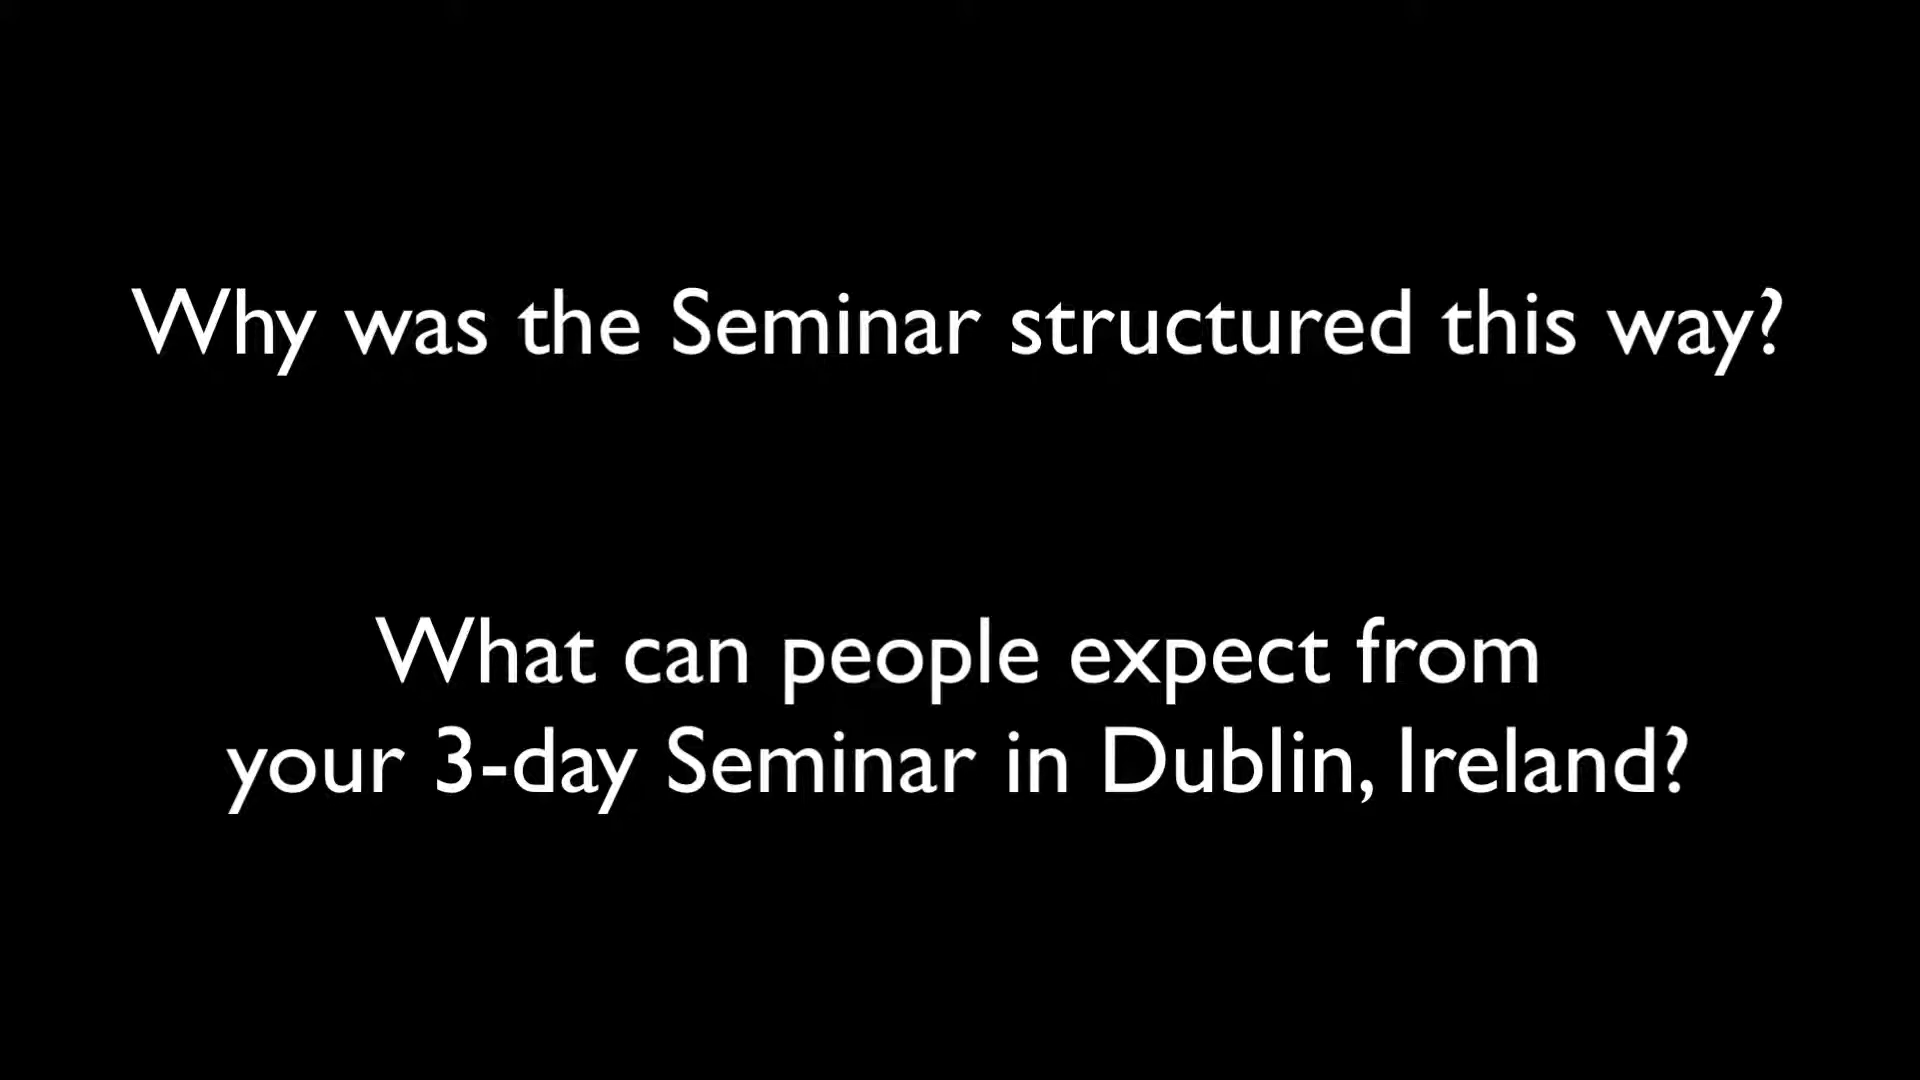 Why was the Seminar structured this way?
What can people expect from
your 3-day Seminar in Dublin, Ireland?